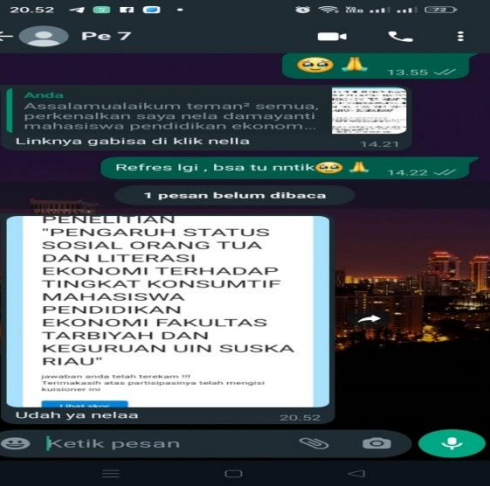 20.52
72
Pe 7
13.55
Anda
Assalamualaikum teman² semua,
perkenalkan saya nela damayanti
mahasiswa pendidikan ekonom...
Linknya gabisa di klik nella
14.21
Refres lgi , bsa tu nntik
14.22
1 pesan belum dibaca
PENELITIAN
"PENGARUH STATUS
SOSIAL ORANG TUA
DAN LITERASI
EKONOMI TERHADAP
TINGKAT KONSUMTIF
MAHASISWA
PENDIDIKAN
EKONOMI FAKULTAS
TARBIYAH DAN
KEGURUAN UIN SUSKA
RIAU"
jawaban anda telah terekam !!!
Terimakasih atas partisipasinya telah mengisi
kuisioner ini
Lihat skor
Udah ya nelaa
20.52
Ketik pesan